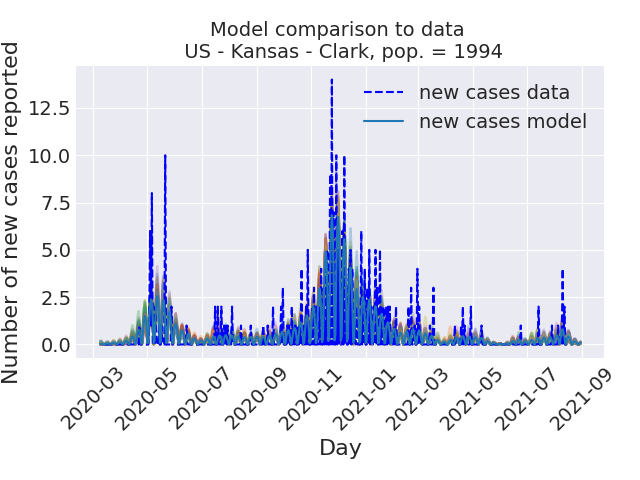 Model comparison to data
US - Kansas - Clark, pop. = 1994
Number of new cases reported
12.5
10.0
7.5
5.0
2.5
0.0
new cases data
new cases model
2020-03
2020-05
2020-07
2020-09
2020-11
2021-01
2021-03
2021-05
2021-07
2021-09
Day